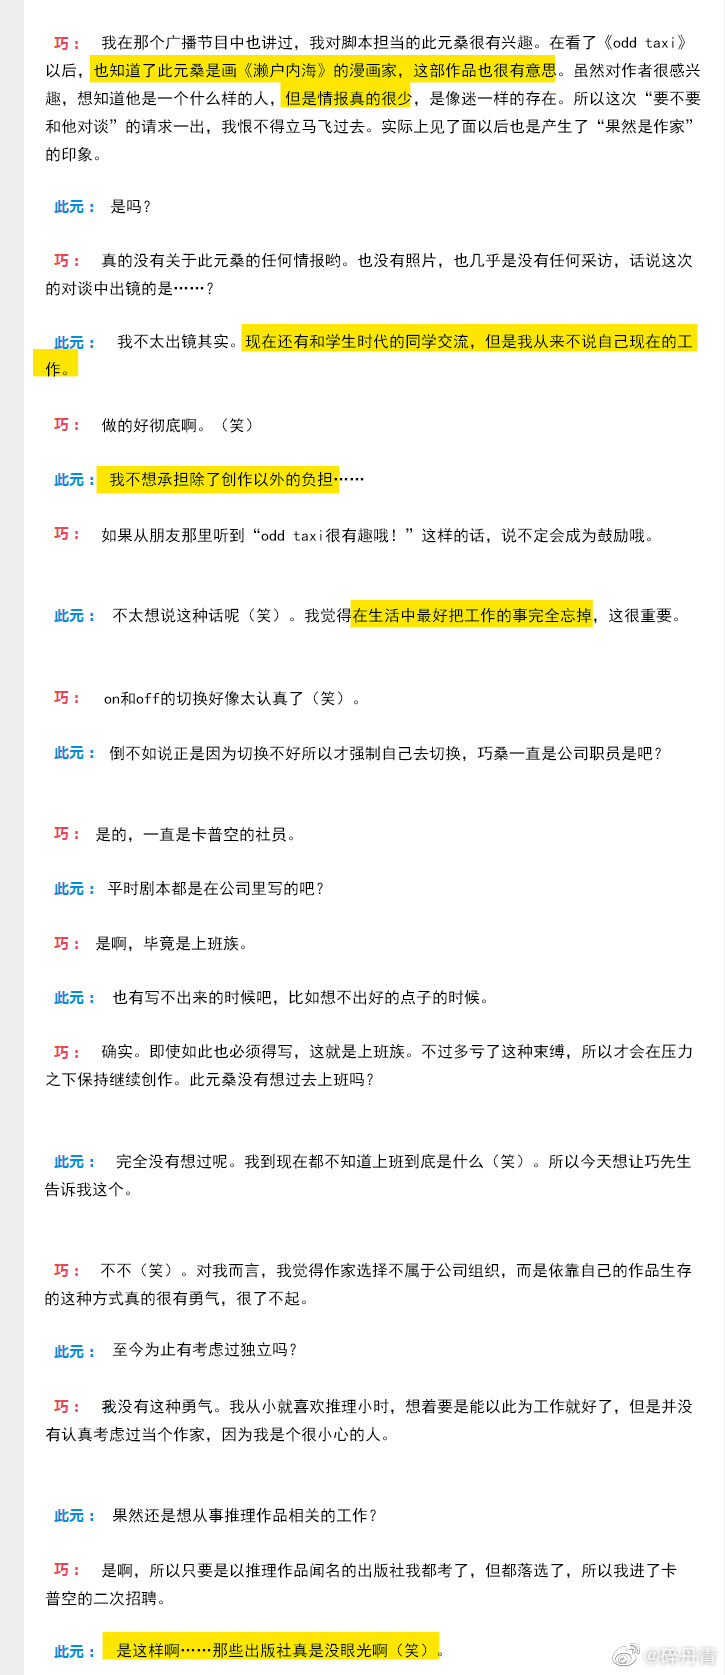 巧： 我在那个广播节目中也讲过，我对脚本担当的此元桑很有兴趣。在看了《odd taxi》
以后，也知道了此元桑是画《濑户内海》的漫画家，这部作品也很有意思。虽然对作者很感兴
趣，想知道他是一个什么样的人，但是情报真的很少，是像迷一样的存在。所以这次“要不要
和他对谈”的请求一出，我恨不得立马飞过去。实际上见了面以后也是产生了“果然是作家”
的印象。
此元： 是吗？
巧： 真的没有关于此元桑的任何情报哟。也没有照片，也几乎是没有任何采访，话说这次
的对谈中出镜的是……？
此元： 我不太出镜其实。现在还有和学生时代的同学交流，但是我从来不说自己现在的工
作。
巧： 做的好彻底啊。（笑）
此元： 我不想承担除了创作以外的负担……
巧： 如果从朋友那里听到“odd taxi很有趣哦！”这样的话，说不定会成为鼓励哦。
此元： 不太想说这种话呢（笑）。我觉得在生活中最好把工作的事完全忘掉，这很重要。
巧： on和off的切换好像太认真了（笑）。
此元： 倒不如说正是因为切换不好所以才强制自己去切换，巧桑一直是公司职员是吧？
巧： 是的，一直是卡普空的社员。
此元： 平时剧本都是在公司里写的吧？
巧： 是啊，毕竟是上班族。
此元： 也有写不出来的时候吧，比如想不出好的点子的时候。
巧： 确实。即使如此也必须得写，这就是上班族。不过多亏了这种束缚，所以才会在压力
之下保持继续创作。此元桑没有想过去上班吗？
此元： 完全没有想过呢。我到现在都不知道上班到底是什么（笑）。所以今天想让巧先生
告诉我这个。
巧： 不不（笑）。对我而言，我觉得作家选择不属于公司组织，而是依靠自己的作品生存
的这种方式真的很有勇气，很了不起。
此元： 至今为止有考虑过独立吗？
巧： 我没有这种勇气。我从小就喜欢推理小时，想着要是能以此为工作就好了，但是并没
有认真考虑过当个作家，因为我是个很小心的人。
此元： 果然还是想从事推理作品相关的工作？
巧： 是啊，所以只要是以推理作品闻名的出版社我都考了，但都落选了，所以我进了卡
普空的二次招聘。
此元： 是这样啊……那些出版社真是没眼光啊（笑）。
@碎丹青